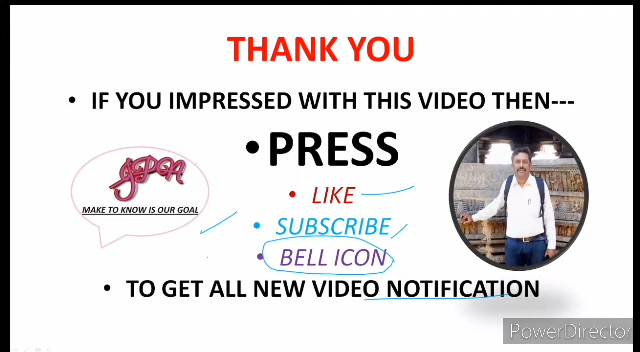 THANK YOU
• IF YOU IMPRESSED WITH THIS VIDEO THEN---
• PRESS
• LIKE
• SUBSCRIBE
• BELL ICON
• TO GET ALL NEW VIDEO NOTIFICATION
MAKE TO KNOW IS OUR GOAL
PowerDirector